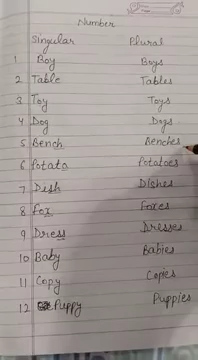 Number
Singular Plural
1 Boy Boys
2 Table Tables
3 Toy Toys
4 Dog Dogs
5 Bench Benches
6 Potato Potatoes
7 Dish Dishes
8 Fox Foxes
9 Dress Dresses
10 Baby Babies
11 Copy Copies
12 Puppy Puppies